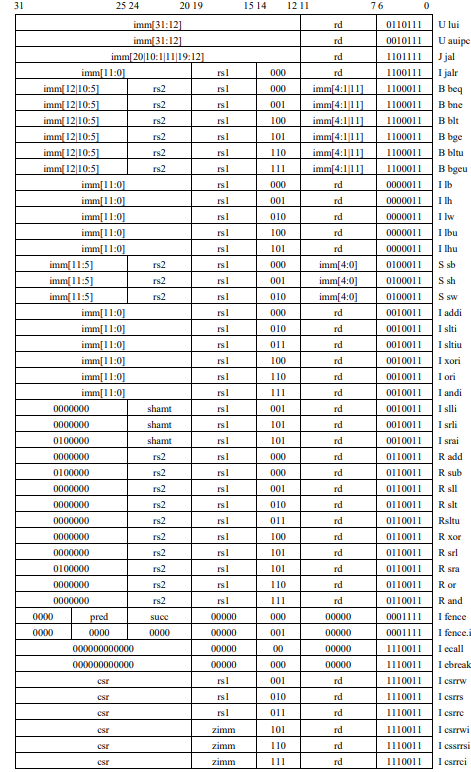 31 25 24 20 19 15 14 12 11 7 6 0
imm[31:12] rd 0110111 U lui
imm[31:12] rd 0010111 U auipc
imm[20|10:1|11|19:12] rd 1101111 J jal
imm[11:0] rs1 000 rd 1100111 I jalr
imm[12|10:5] rs2 rs1 000 imm[4:1|11] 1100011 B beq
imm[12|10:5] rs2 rs1 001 imm[4:1|11] 1100011 B bne
imm[12|10:5] rs2 rs1 100 imm[4:1|11] 1100011 B blt
imm[12|10:5] rs2 rs1 101 imm[4:1|11] 1100011 B bge
imm[12|10:5] rs2 rs1 110 imm[4:1|11] 1100011 B bltu
imm[12|10:5] rs2 rs1 111 imm[4:1|11] 1100011 B bgeu
imm[11:0] rs1 000 rd 0000011 I lb
imm[11:0] rs1 001 rd 0000011 I lh
imm[11:0] rs1 010 rd 0000011 I lw
imm[11:0] rs1 100 rd 0000011 I lbu
imm[11:0] rs1 101 rd 0000011 I lhu
imm[11:5] rs2 rs1 000 imm[4:0] 0100011 S sb
imm[11:5] rs2 rs1 001 imm[4:0] 0100011 S sh
imm[11:5] rs2 rs1 010 imm[4:0] 0100011 S sw
imm[11:0] rs1 000 rd 0010011 I addi
imm[11:0] rs1 010 rd 0010011 I slti
imm[11:0] rs1 011 rd 0010011 I sltiu
imm[11:0] rs1 100 rd 0010011 I xori
imm[11:0] rs1 110 rd 0010011 I ori
imm[11:0] rs1 111 rd 0010011 I andi
0000000 shamt rs1 001 rd 0010011 I slli
0000000 shamt rs1 101 rd 0010011 I srli
0100000 shamt rs1 101 rd 0010011 I srai
0000000 rs2 rs1 000 rd 0110011 R add
0100000 rs2 rs1 000 rd 0110011 R sub
0000000 rs2 rs1 001 rd 0110011 R sll
0000000 rs2 rs1 010 rd 0110011 R slt
0000000 rs2 rs1 011 rd 0110011 Rsltu
0000000 rs2 rs1 100 rd 0110011 R xor
0000000 rs2 rs1 101 rd 0110011 R srl
0100000 rs2 rs1 101 rd 0110011 R sra
0000000 rs2 rs1 110 rd 0110011 R or
0000000 rs2 rs1 111 rd 0110011 R and
0000 pred succ 00000 000 00000 0001111 I fence
0000 0000 0000 00000 001 00000 0001111 I fence.i
000000000000 00000 00 00000 1110011 I ecall
000000000000 00000 000 00000 1110011 I ebreak
csr rs1 001 rd 1110011 I csrrw
csr rs1 010 rd 1110011 I csrrs
csr rs1 011 rd 1110011 I csrrc
csr zimm 101 rd 1110011 I csrrwi
csr zimm 110 rd 1110011 I cssrrsi
csr zimm 111 rd 1110011 I csrrci